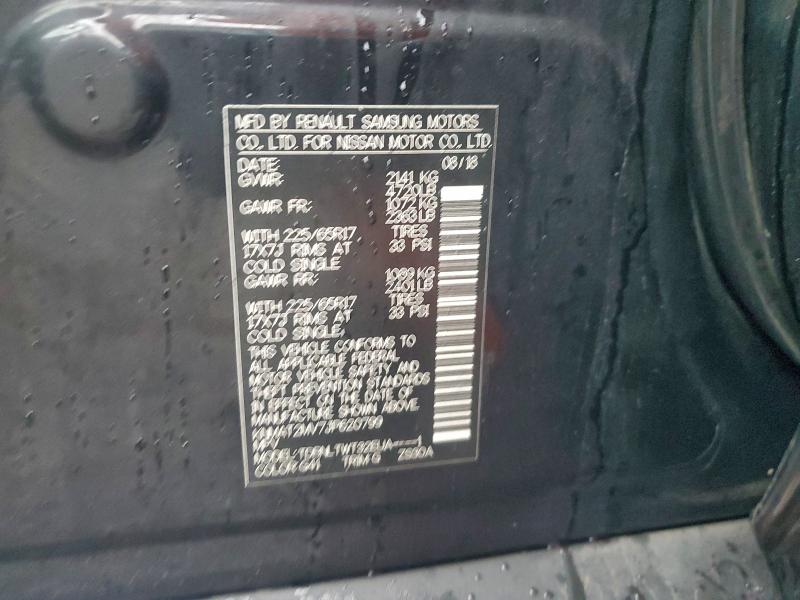 MFD BY RENAULT SAMSUNG MOTORS
CO., LTD. FOR NISSAN MOTOR CO., LTD.
DATE: 08/18
GVWR: 2141 KG
4720LB
GAWR FR: 1072 KG
2363 LB
WITH 225/65R17 TIRES
17X7J RIMS AT 33 PSI
COLD SINGLE
GAWR RR: 1089 KG
2401 LB
WITH 225/65R17 TIRES
17X7J RIMS AT 33 PSI
COLD SINGLE.
THIS VEHICLE CONFORMS TO
ALL APPLICABLE FEDERAL
MOTOR VEHICLE SAFETY AND
THEFT PREVENTION STANDARDS
IN EFFECT ON THE DATE OF
MANUFACTURE SHOWN ABOVE.
MPV
COLOR: G41 TRIM: G